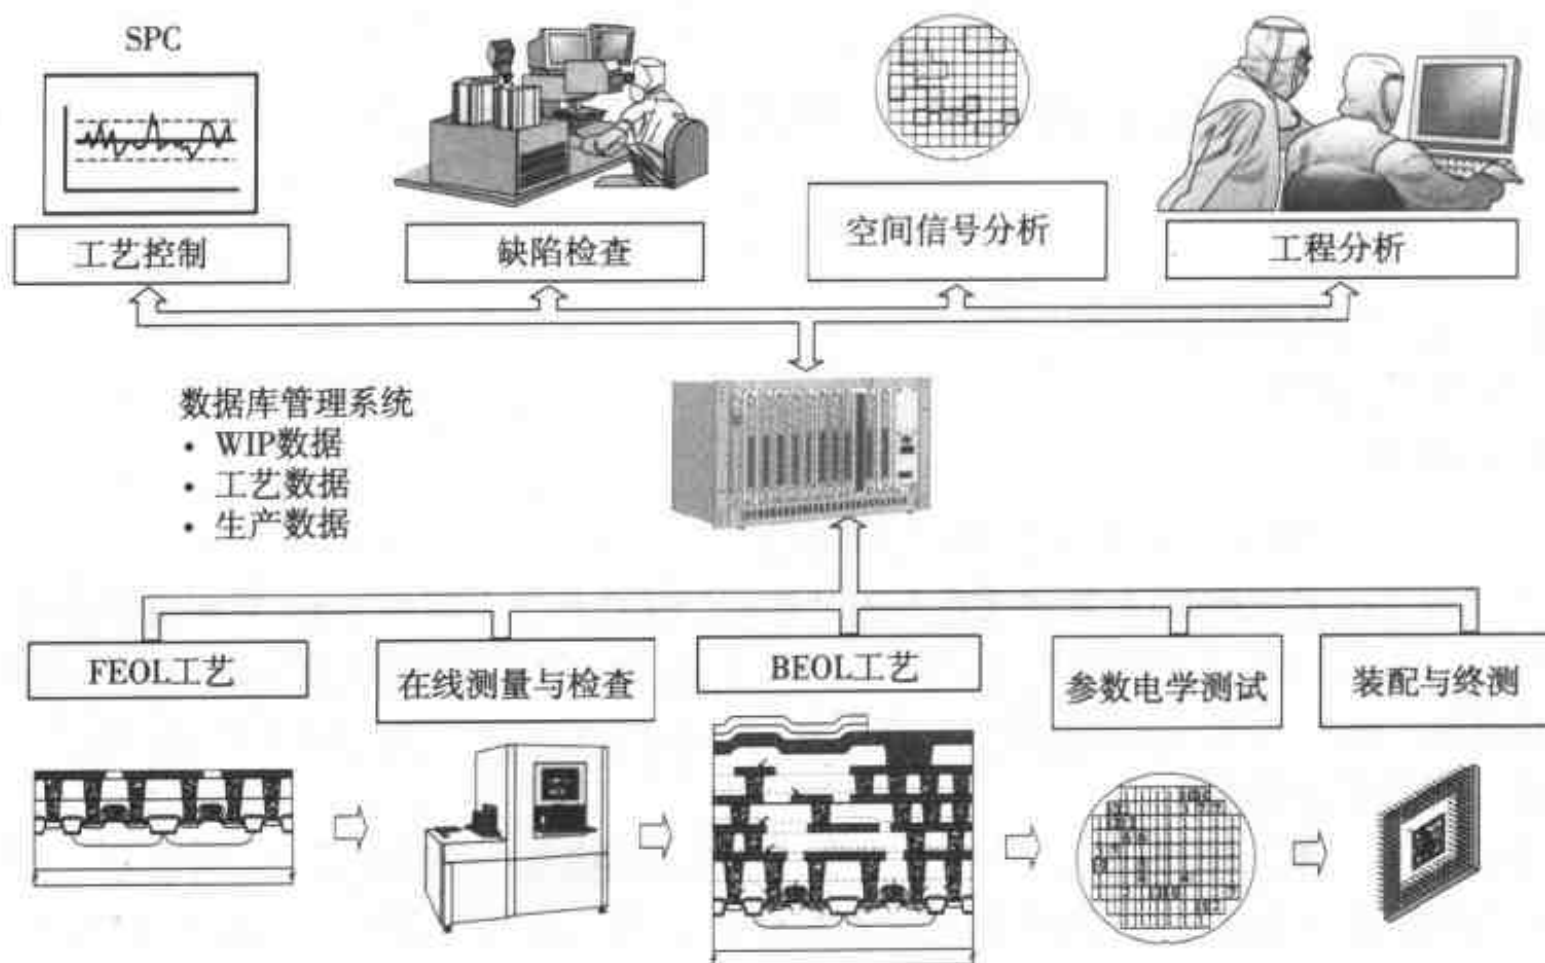 SPC
工艺控制
缺陷检查
空间信号分析
工程分析
数据库管理系统
• WIP数据
• 工艺数据
• 生产数据
FEOL工艺
在线测量与检查
BEOL工艺
参数电学测试
装配与终测